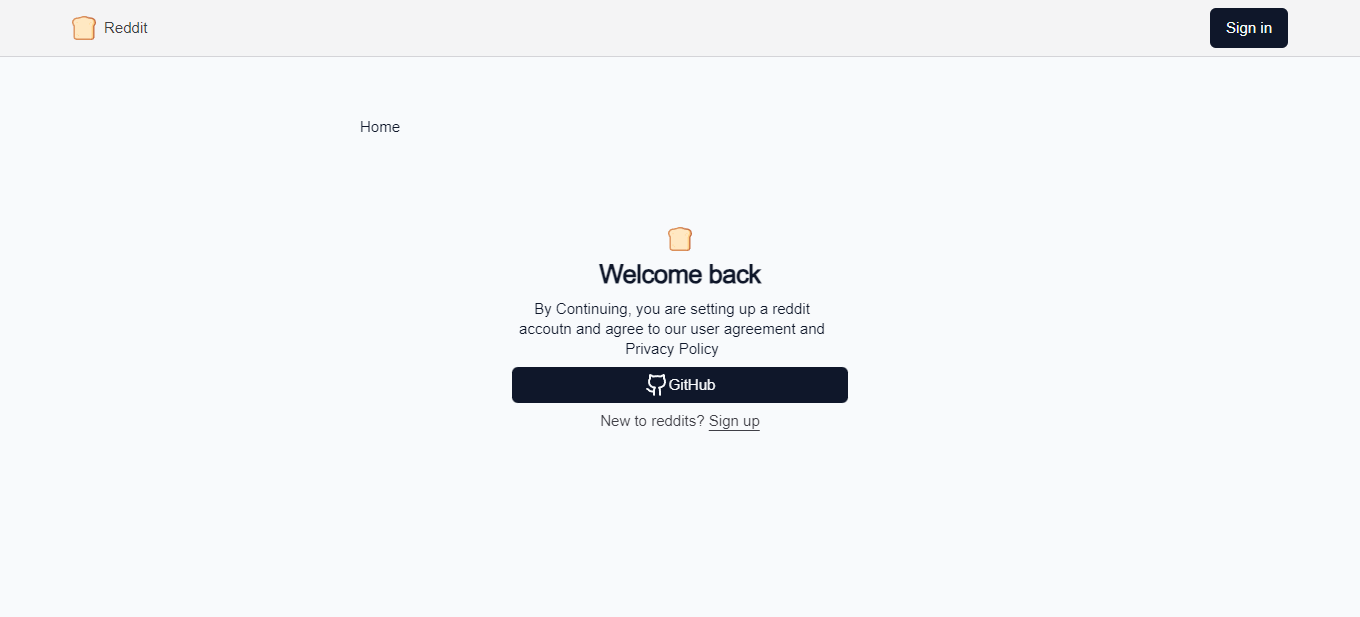 Reddit
Sign in
Home
Welcome back
By Continuing, you are setting up a reddit
accoutn and agree to our user agreement and
Privacy Policy
GitHub
New to reddits? Sign up